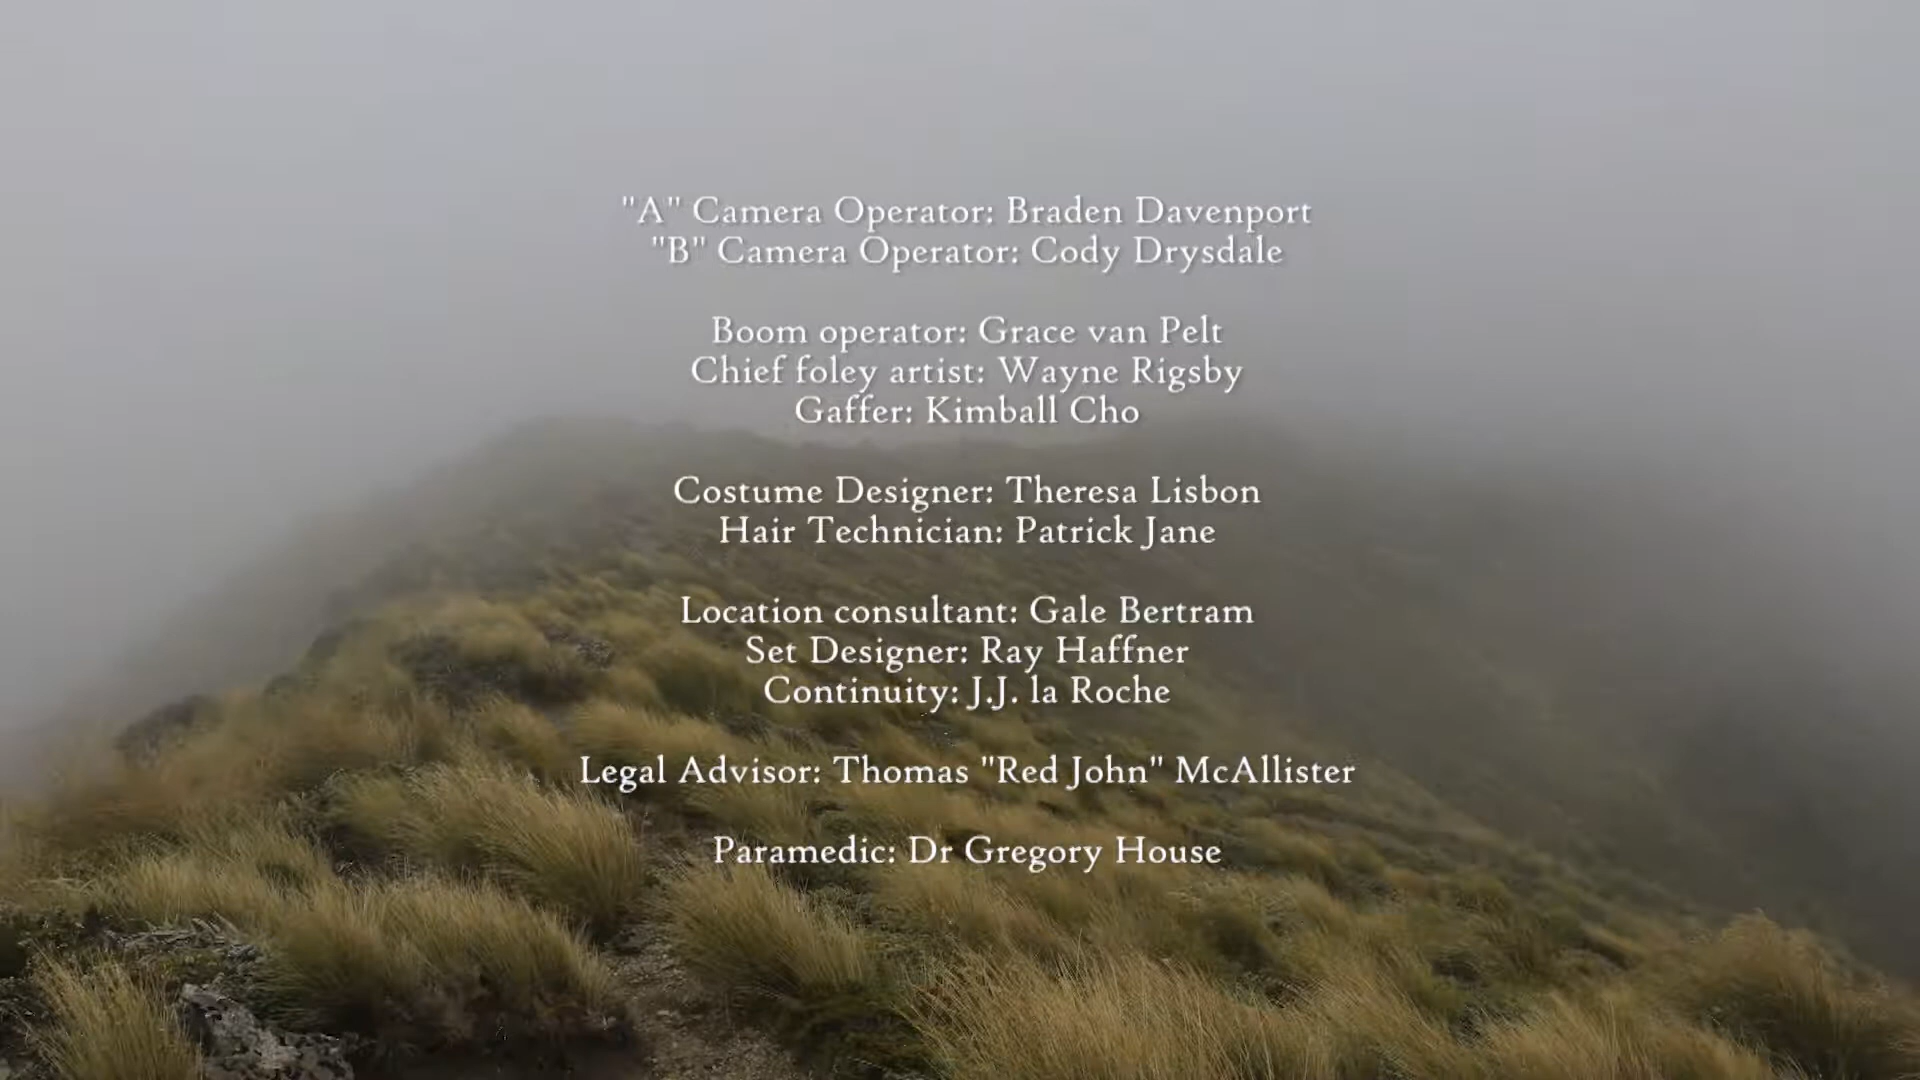 "A" Camera Operator: Braden Davenport
"B" Camera Operator: Cody Drysdale
Boom operator: Grace van Pelt
Chief foley artist: Wayne Rigsby
Gaffer: Kimball Cho
Costume Designer: Theresa Lisbon
Hair Technician: Patrick Jane
Location consultant: Gale Bertram
Set Designer: Ray Haffner
Continuity: J.J. la Roche
Legal Advisor: Thomas "Red John" McAllister
Paramedic: Dr Gregory House